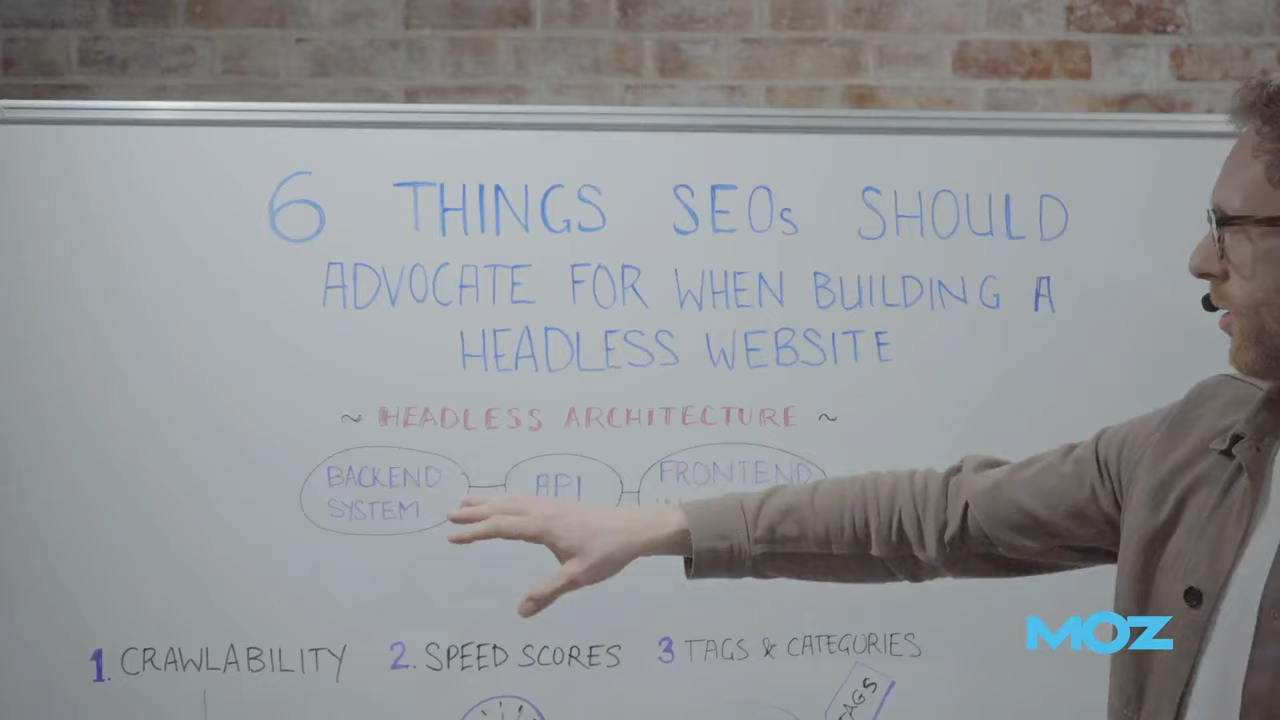 6 THINGS SEOs SHOULD
ADVOCATE FOR WHEN BUILDING A
HEADLESS WEBSITE
~ HEADLESS ARCHITECTURE ~
BACKEND
SYSTEM
API
FRONTEND
1. CRAWLABILITY
2. SPEED SCORES
3 TAGS & CATEGORIES
TAGS
MOZ